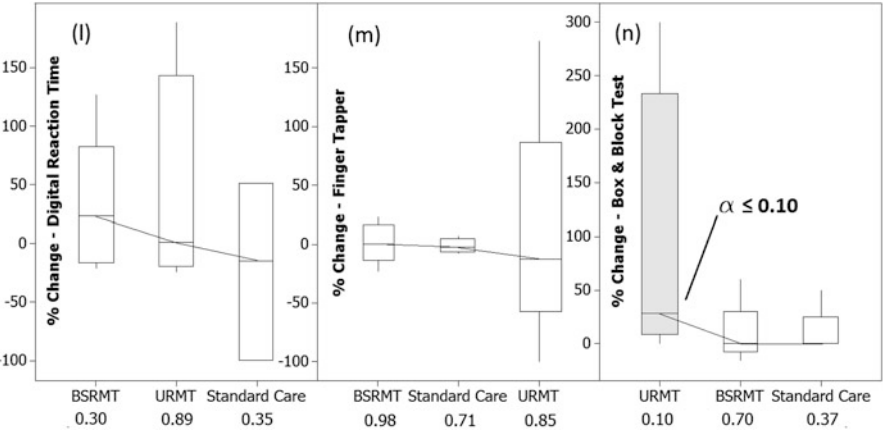 (l)
% Change - Digital Reaction Time
150
100
50
0
-50
-100
BSRMT URMT Standard Care
0.30 0.89 0.35
(m)
% Change - Finger Tapper
150
100
50
0
-50
-100
BSRMT Standard Care URMT
0.98 0.71 0.85
(n)
% Change - Box & Block Test
300
250
200
150
100
50
0
α ≤ 0.10
URMT BSRMT Standard Care
0.10 0.70 0.37